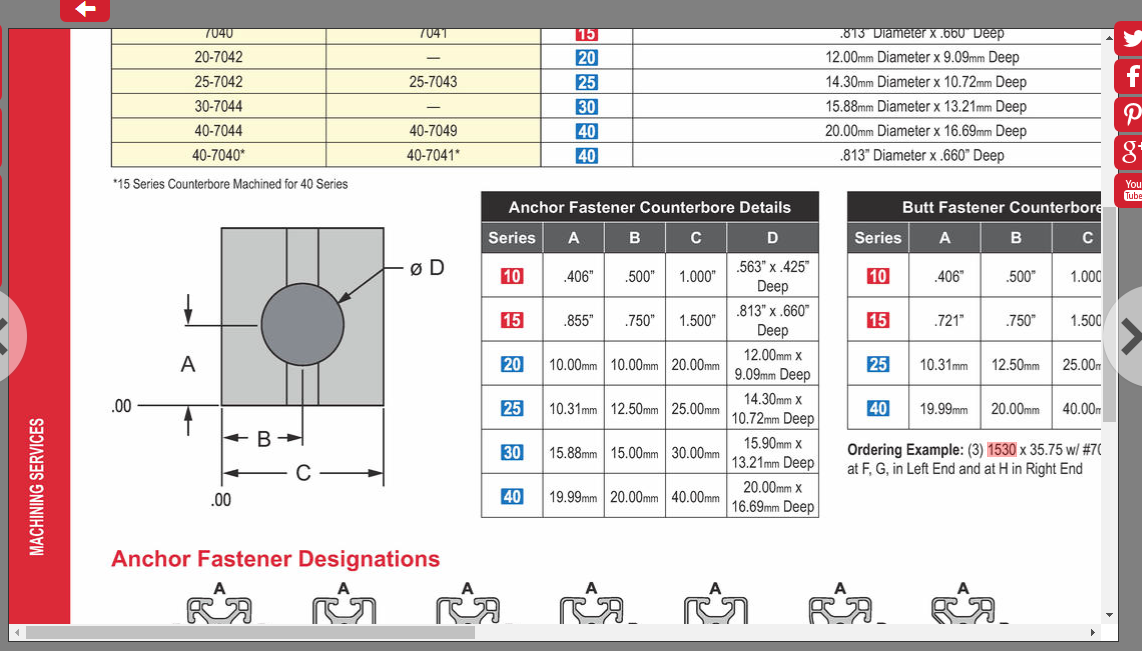 7040 7041 15 .813” Diameter x .660” Deep
20-7042 — 20 12.00mm Diameter x 9.09mm Deep
25-7042 25-7043 25 14.30mm Diameter x 10.72mm Deep
30-7044 — 30 15.88mm Diameter x 13.21mm Deep
40-7044 40-7049 40 20.00mm Diameter x 16.69mm Deep
40-7040* 40-7041* 40 .813” Diameter x .660” Deep
*15 Series Counterbore Machined for 40 Series
ø D
A
.00
B
C
.00
Anchor Fastener Counterbore Details
Series A B C D
10 .406” .500” 1.000” .563” x .425” Deep
15 .855” .750” 1.500” .813” x .660” Deep
20 10.00mm 10.00mm 20.00mm 12.00mm x 9.09mm Deep
25 10.31mm 12.50mm 25.00mm 14.30mm x 10.72mm Deep
30 15.88mm 15.00mm 30.00mm 15.90mm x 13.21mm Deep
40 19.99mm 20.00mm 40.00mm 20.00mm x 16.69mm Deep
Butt Fastener Counterbore
Series A B C
10 .406” .500” 1.000
15 .721” .750” 1.500
25 10.31mm 12.50mm 25.00m
40 19.99mm 20.00mm 40.00m
Ordering Example: (3) 1530 x 35.75 w/ #70
at F, G, in Left End and at H in Right End
MACHINING SERVICES
Anchor Fastener Designations
A A A A A A A
You
Tube